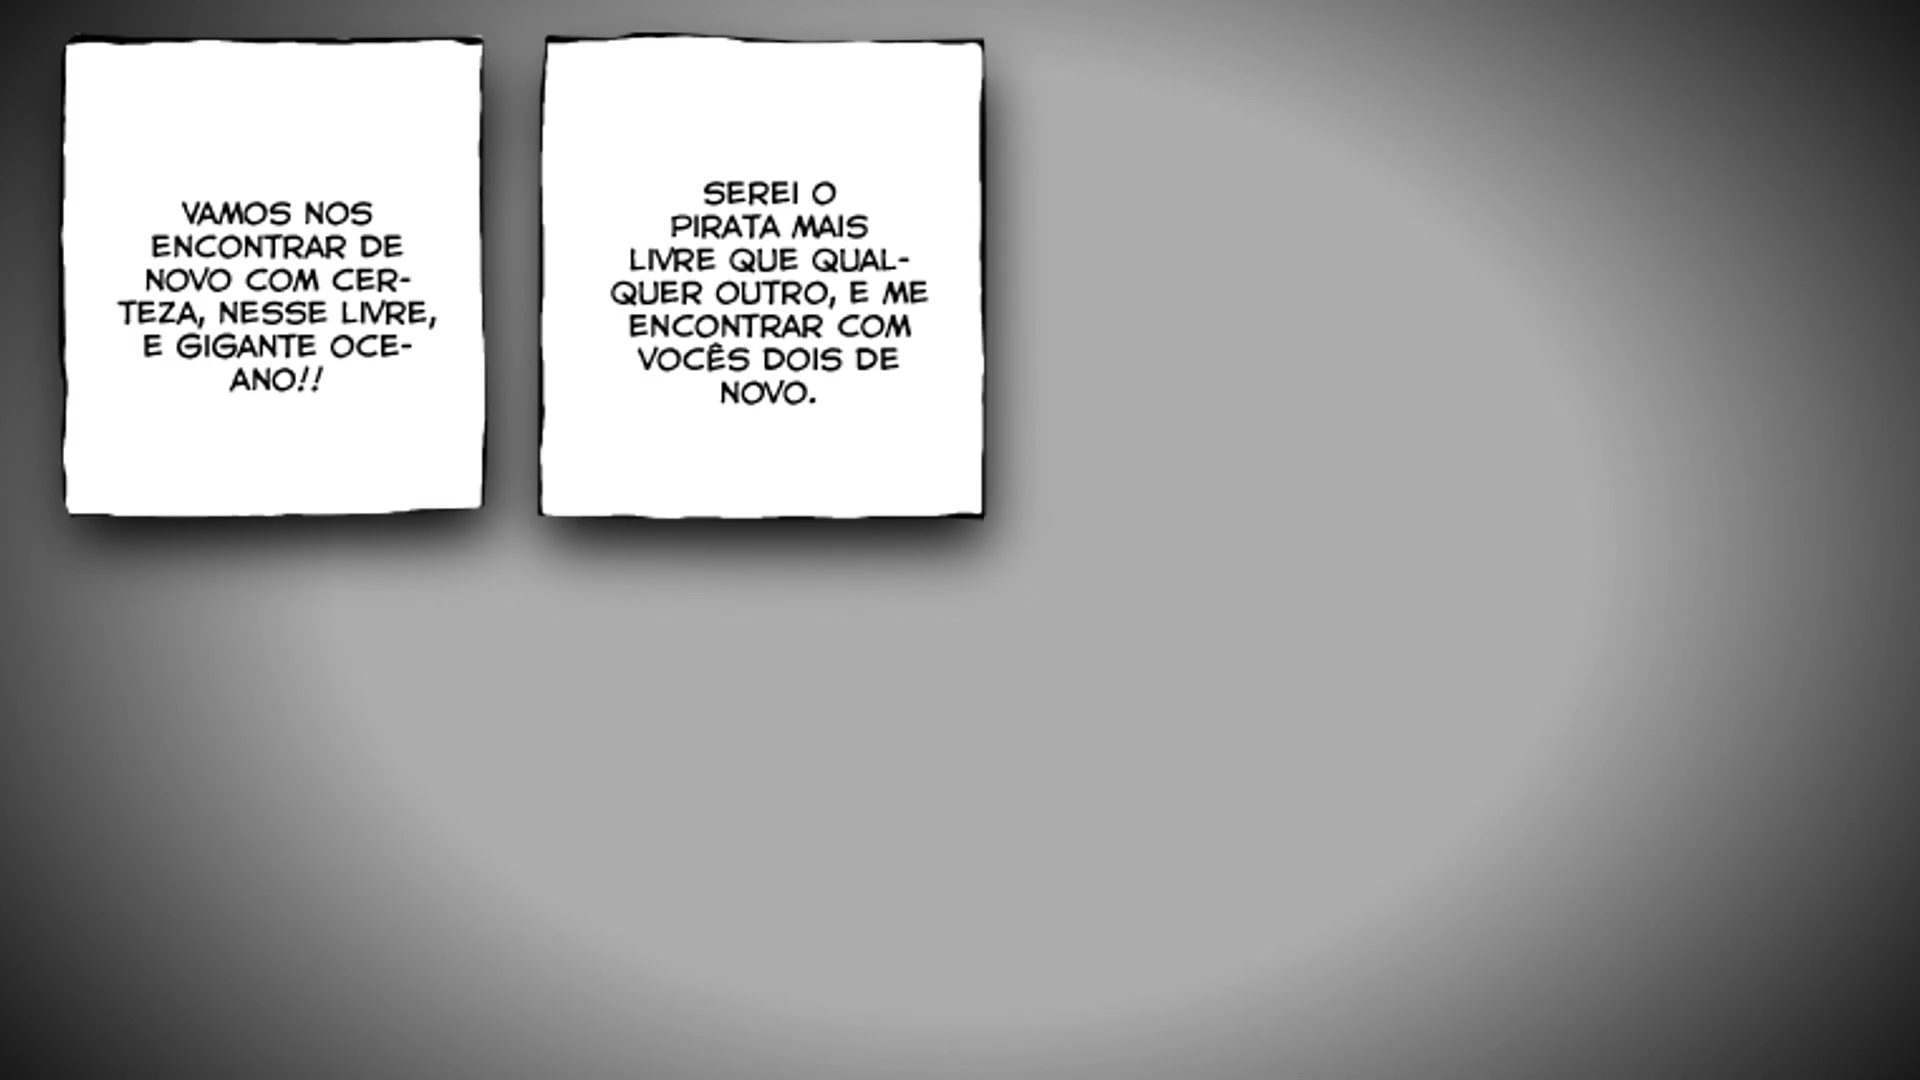 VAMOS NOS
ENCONTRAR DE
NOVO COM CER-
TEZA, NESSE LIVRE,
E GIGANTE OCE-
ANO!!
SEREI O
PIRATA MAIS
LIVRE QUE QUAL-
QUER OUTRO, E ME
ENCONTRAR COM
VOCÊS DOIS DE
NOVO.